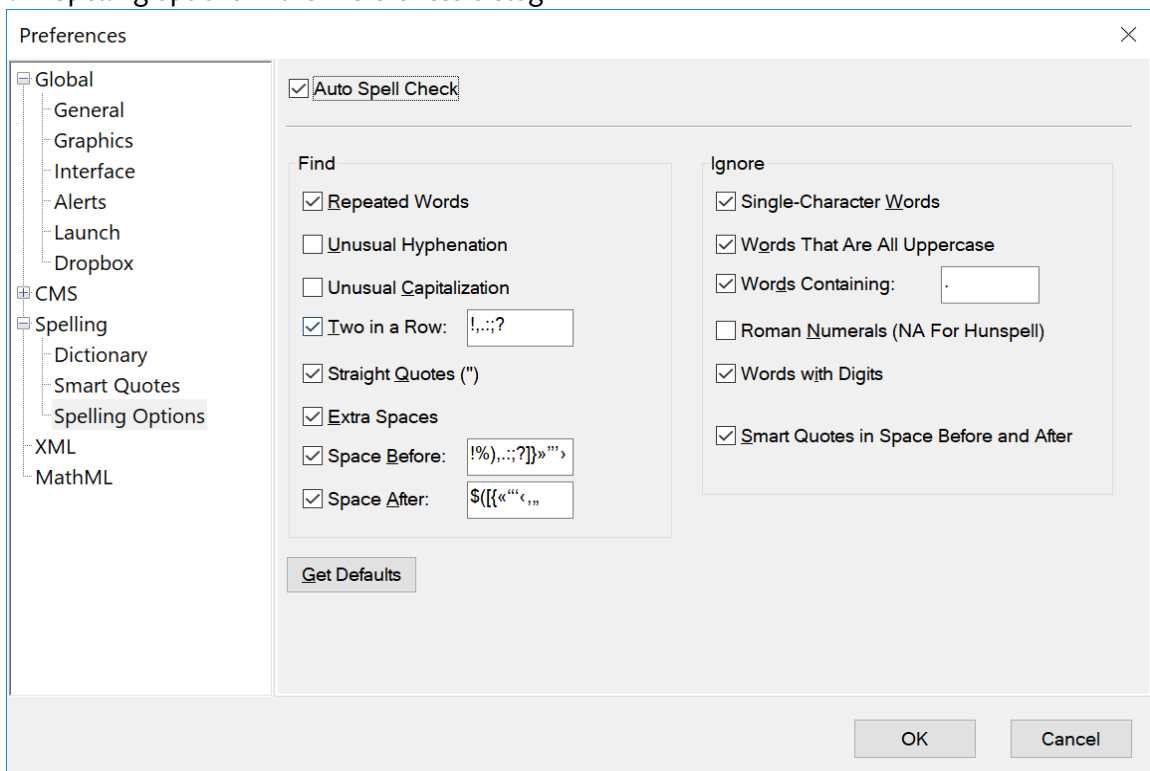 Preferences
Global
General
Graphics
Interface
Alerts
Launch
Dropbox
CMS
Spelling
Dictionary
Smart Quotes
Spelling Options
XML
MathML
Auto Spell Check
Find
Repeated Words
Unusual Hyphenation
Unusual Capitalization
Two in a Row: !,.:;?
Straight Quotes (")
Extra Spaces
Space Before: !%),.:;?]}»”’›
Space After: $([{«“‘‹‚„
Get Defaults
Ignore
Single-Character Words
Words That Are All Uppercase
Words Containing: .
Roman Numerals (NA For Hunspell)
Words with Digits
Smart Quotes in Space Before and After
OK
Cancel